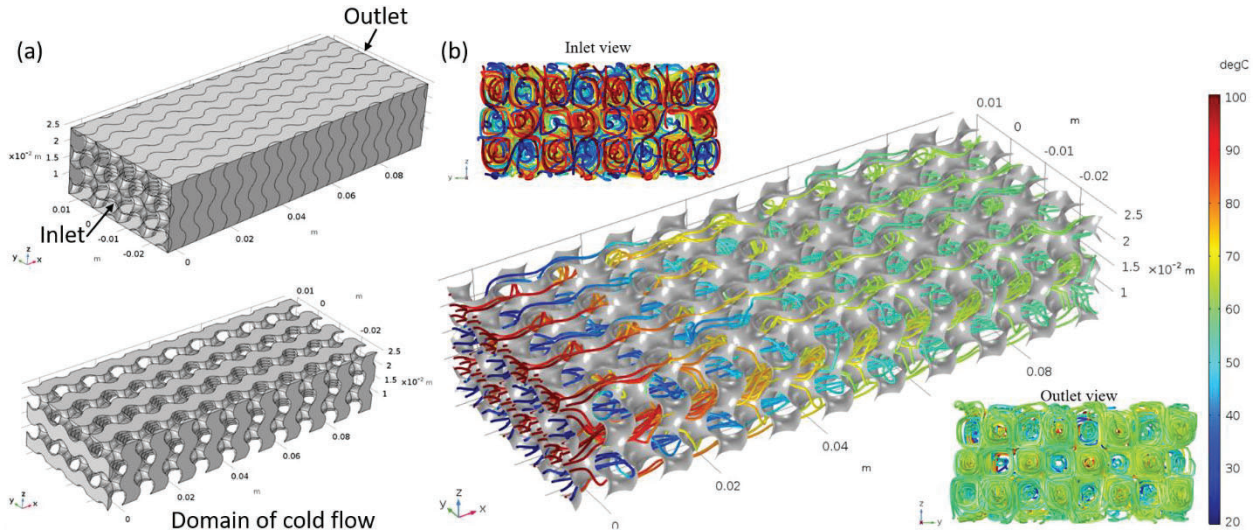 (a)
Outlet
2.5
2
×10⁻² m
1.5
1
0.01
0
-0.01
-0.02
m
Inlet
0
0.02
0.04
0.06
0.08
m
z
y x
0.01
0
-0.02
2.5
2
×10⁻² m
1.5
1
0.08
0.06
0.04
m
0.02
0
z
y x
Domain of cold flow
(b)
Inlet view
z
y
0.01
0
m
-0.01
-0.02
2.5
2
1.5
×10⁻² m
1
0.08
0.06
0.04
m
0.02
0
z
y x
Outlet view
z
y
degC
100
90
80
70
60
50
40
30
20